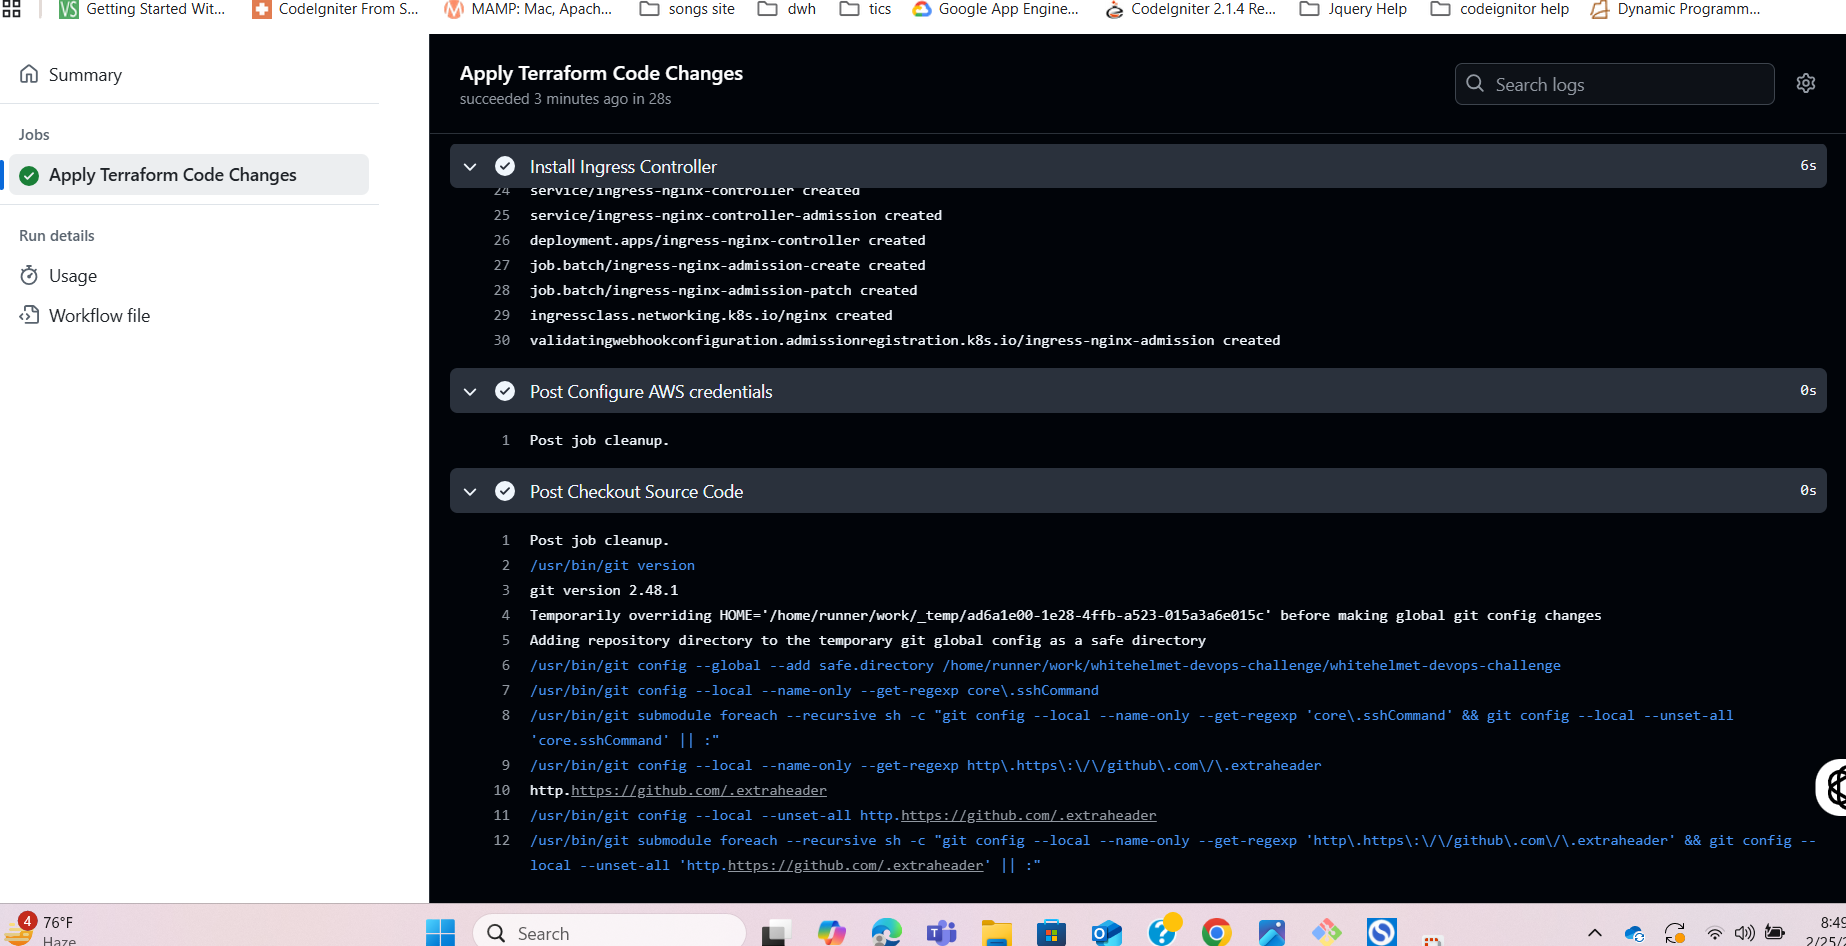 Getting Started Wit...
CodeIgniter From S...
MAMP: Mac, Apach...
songs site
dwh
tics
Google App Engine...
CodeIgniter 2.1.4 Re...
Jquery Help
codeignitor help
Dynamic Programm...
Summary
Jobs
Apply Terraform Code Changes
Run details
Usage
Workflow file
Apply Terraform Code Changes
succeeded 3 minutes ago in 28s
Search logs
Install Ingress Controller 6s
24 service/ingress-nginx-controller created
25 service/ingress-nginx-controller-admission created
26 deployment.apps/ingress-nginx-controller created
27 job.batch/ingress-nginx-admission-create created
28 job.batch/ingress-nginx-admission-patch created
29 ingressclass.networking.k8s.io/nginx created
30 validatingwebhookconfiguration.admissionregistration.k8s.io/ingress-nginx-admission created
Post Configure AWS credentials 0s
1 Post job cleanup.
Post Checkout Source Code 0s
1 Post job cleanup.
2 /usr/bin/git version
3 git version 2.48.1
4 Temporarily overriding HOME='/home/runner/work/_temp/ad6a1e00-1e28-4ffb-a523-015a3a6e015c' before making global git config changes
5 Adding repository directory to the temporary git global config as a safe directory
6 /usr/bin/git config --global --add safe.directory /home/runner/work/whitehelmet-devops-challenge/whitehelmet-devops-challenge
7 /usr/bin/git config --local --name-only --get-regexp core\.sshCommand
8 /usr/bin/git submodule foreach --recursive sh -c "git config --local --name-only --get-regexp 'core\.sshCommand' && git config --local --unset-all
'core.sshCommand' || :"
9 /usr/bin/git config --local --name-only --get-regexp http\.https\:\/\/github\.com\/\.extraheader
10 http.https://github.com/.extraheader
11 /usr/bin/git config --local --unset-all http.https://github.com/.extraheader
12 /usr/bin/git submodule foreach --recursive sh -c "git config --local --name-only --get-regexp 'http\.https\:\/\/github\.com\/\.extraheader' && git config --
local --unset-all 'http.https://github.com/.extraheader' || :"
4
76°F
Haze
Search
8:49
2/25/